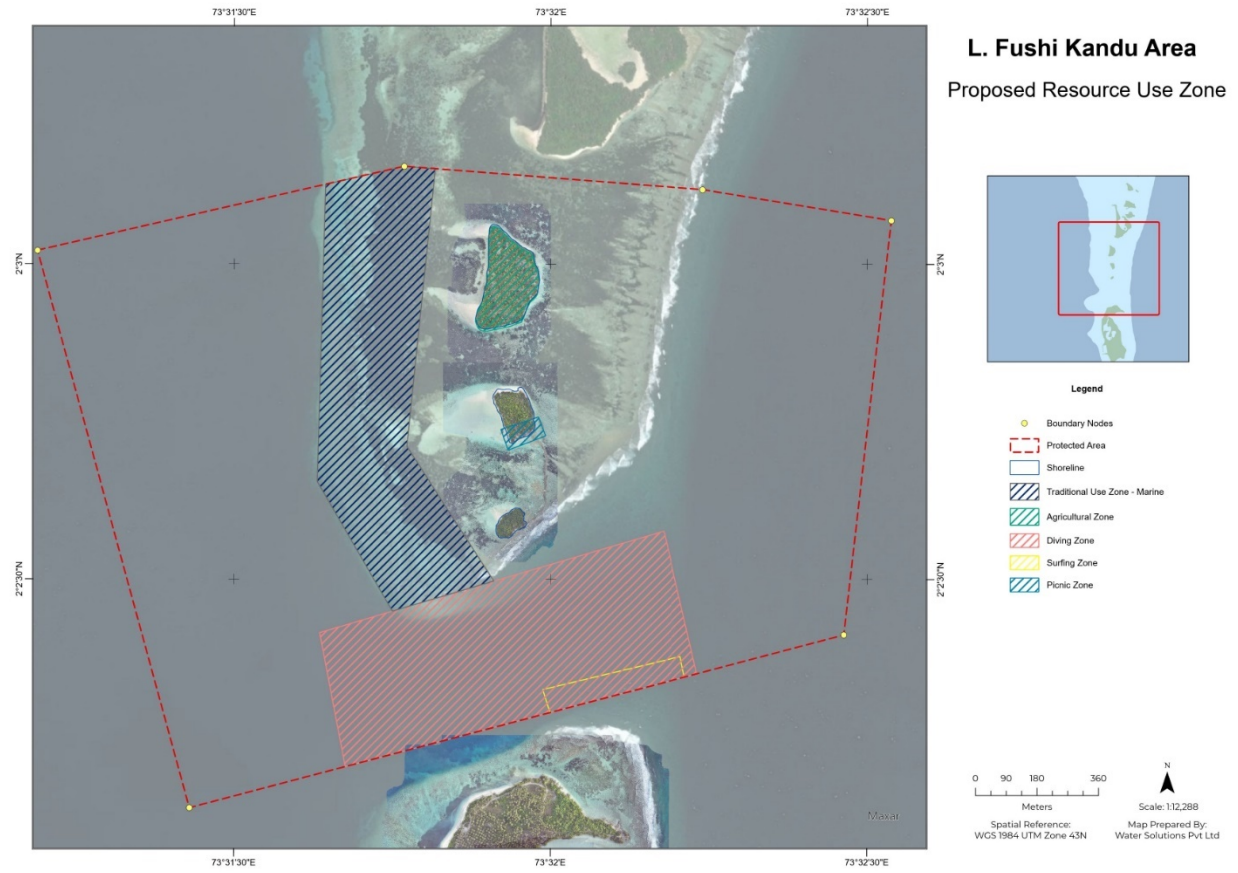 73°31'30"E
73°32'E
73°32'30"E
L. Fushi Kandu Area
Proposed Resource Use Zone
2°3'N
2°3'N
Legend
Boundary Nodes
Protected Area
Shoreline
Traditional Use Zone - Marine
Agricultural Zone
Diving Zone
Surfing Zone
Picnic Zone
2°2'30"N
2°2'30"N
0 90 180 360
Meters
Spatial Reference:
WGS 1984 UTM Zone 43N
N
Scale: 1:12,288
Map Prepared By:
Water Solutions Pvt Ltd
Maxar
73°31'30"E
73°32'E
73°32'30"E